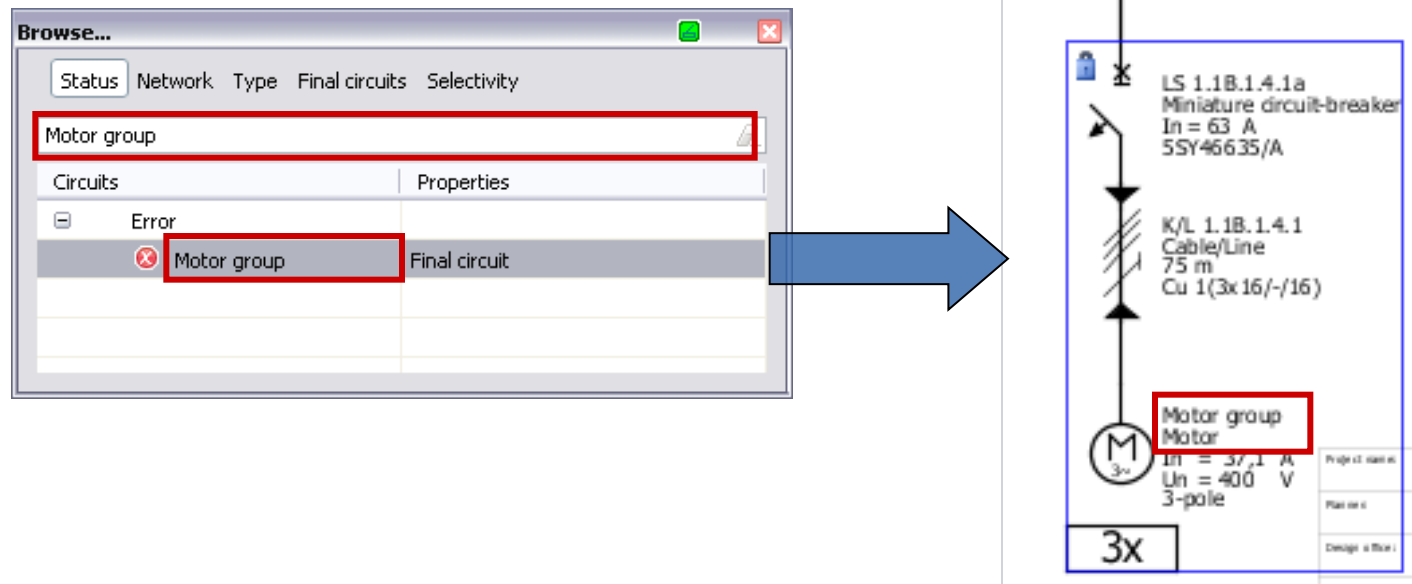 Browse...
Status Network Type Final circuits Selectivity
Motor group
Circuits Properties
Error
Motor group Final circuit
LS 1.1B.1.4.1a
Miniature circuit-breaker
In = 63 A
5SY46635/A
K/L 1.1B.1.4.1
Cable/Line
75 m
Cu 1(3x16/-/16)
Motor group
Motor
In = 37,1 A
Un = 400 V
3-pole
M
3~
3x
Project name:
Planner:
Design office: